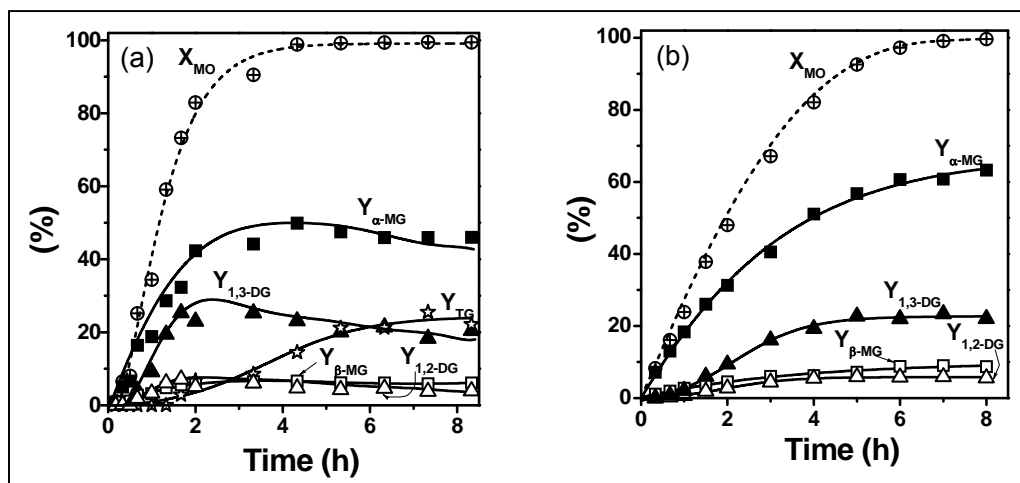 (a)
X_MO
Y_α-MG
Y_1,3-DG
Y_TG
Y_β-MG
Y_1,2-DG
(%)
100
80
60
40
20
0
0 2 4 6 8
Time (h)
(b)
X_MO
Y_α-MG
Y_1,3-DG
Y_β-MG
Y_1,2-DG
(%)
100
80
60
40
20
0
0 2 4 6 8
Time (h)